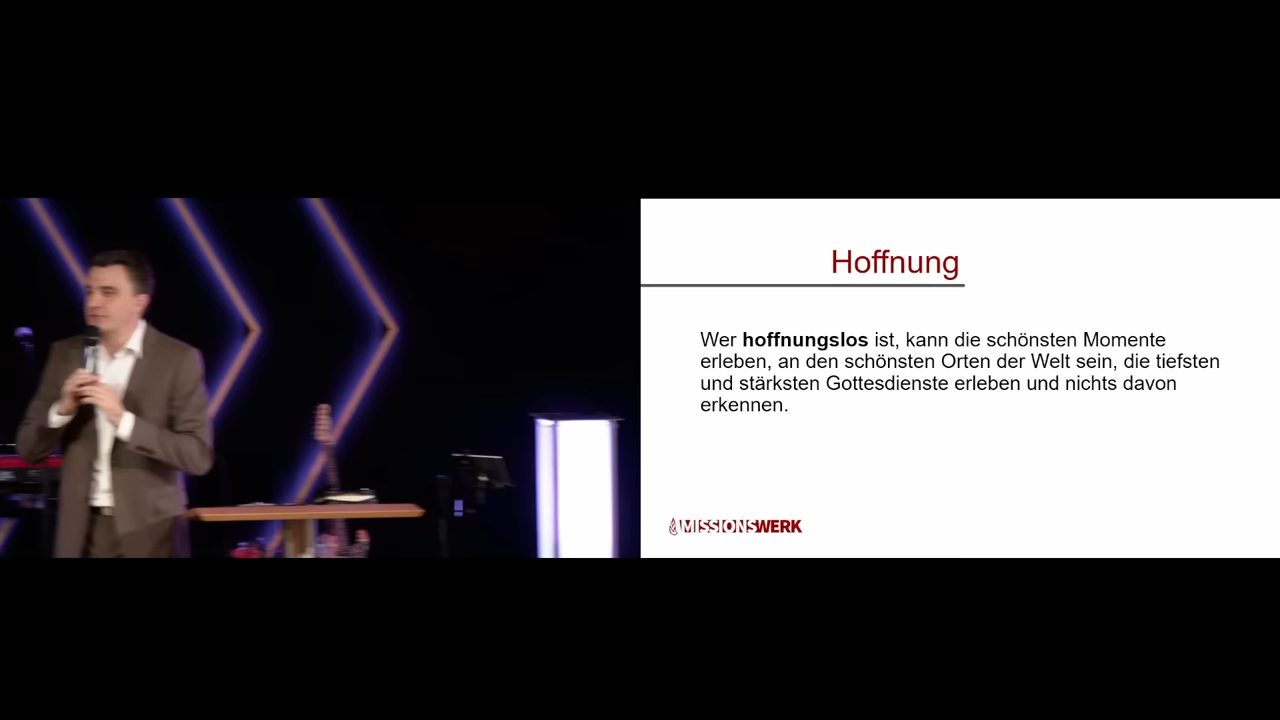 Hoffnung
Wer hoffnungslos ist, kann die schönsten Momente
erleben, an den schönsten Orten der Welt sein, die tiefsten
und stärksten Gottesdienste erleben und nichts davon
erkennen.
MISSIONSWERK